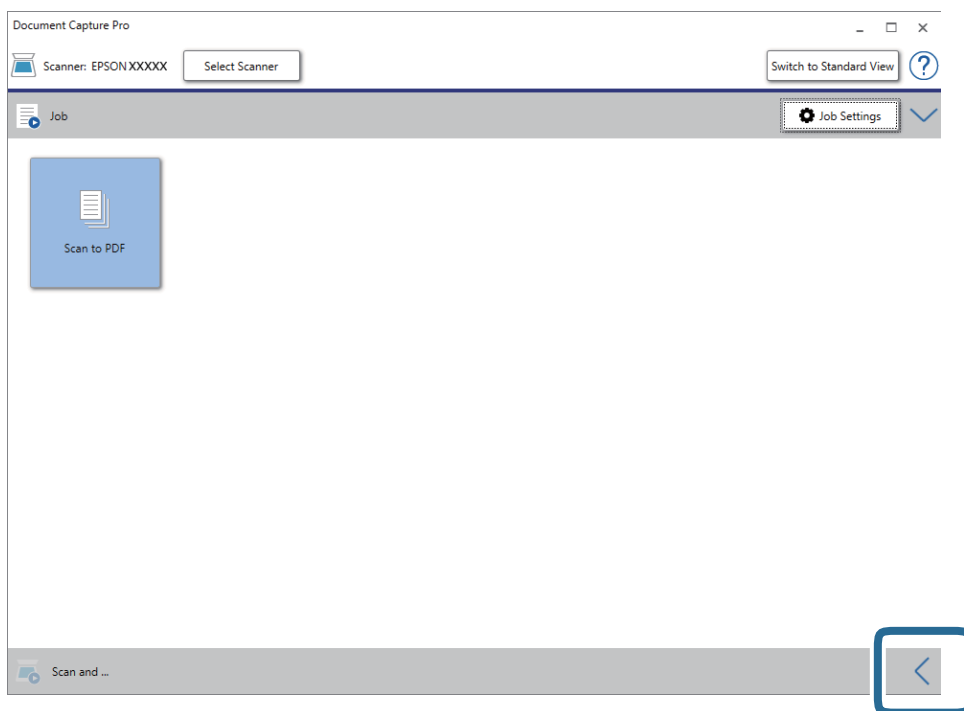 Document Capture Pro
Scanner: EPSON XXXXX Select Scanner Switch to Standard View ?
Job Job Settings
Scan to PDF
Scan and ...